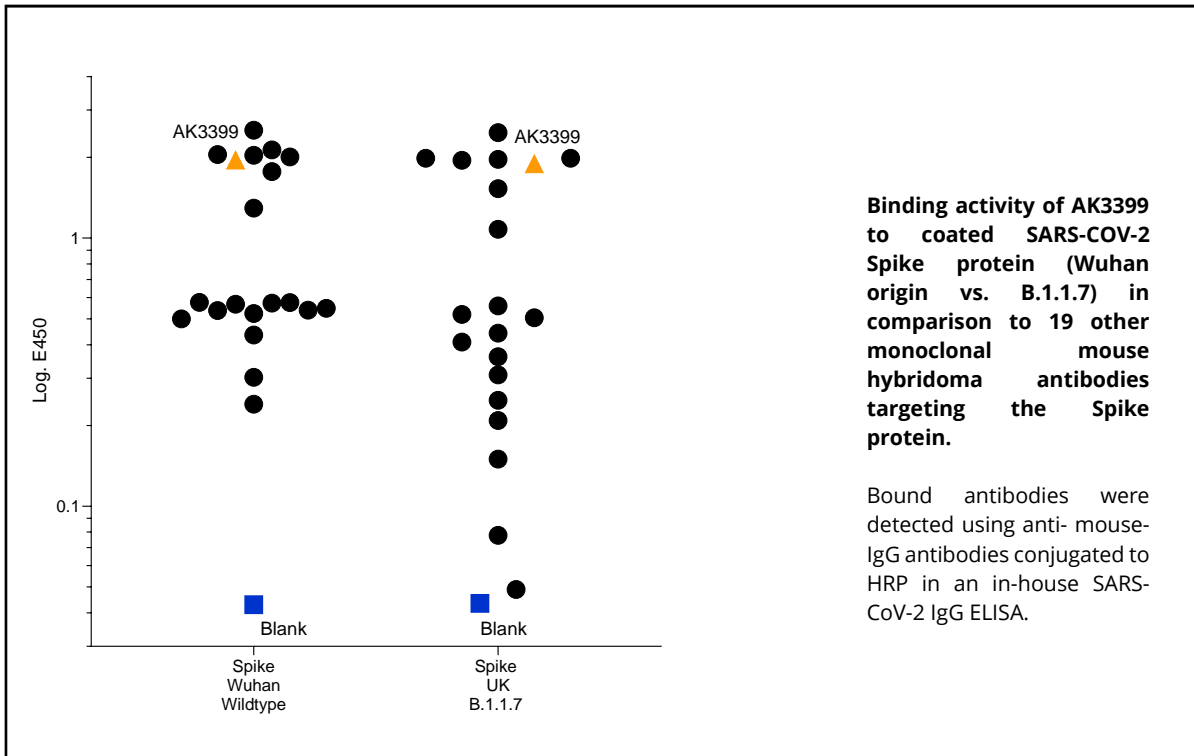 AK3399
AK3399
1
0.1
Log. E450
Blank
Blank
Spike
Wuhan
Wildtype
Spike
UK
B.1.1.7
Binding activity of AK3399
to coated SARS-COV-2
Spike protein (Wuhan
origin vs. B.1.1.7) in
comparison to 19 other
monoclonal mouse
hybridoma antibodies
targeting the Spike
protein.
Bound antibodies were
detected using anti- mouse-
IgG antibodies conjugated to
HRP in an in-house SARS-
CoV-2 IgG ELISA.